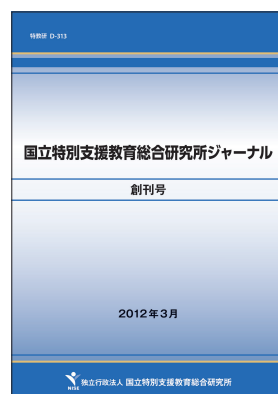 特教研 D-313
国立特別支援教育総合研究所ジャーナル
創刊号
2012年3月
NISE 独立行政法人 国立特別支援教育総合研究所